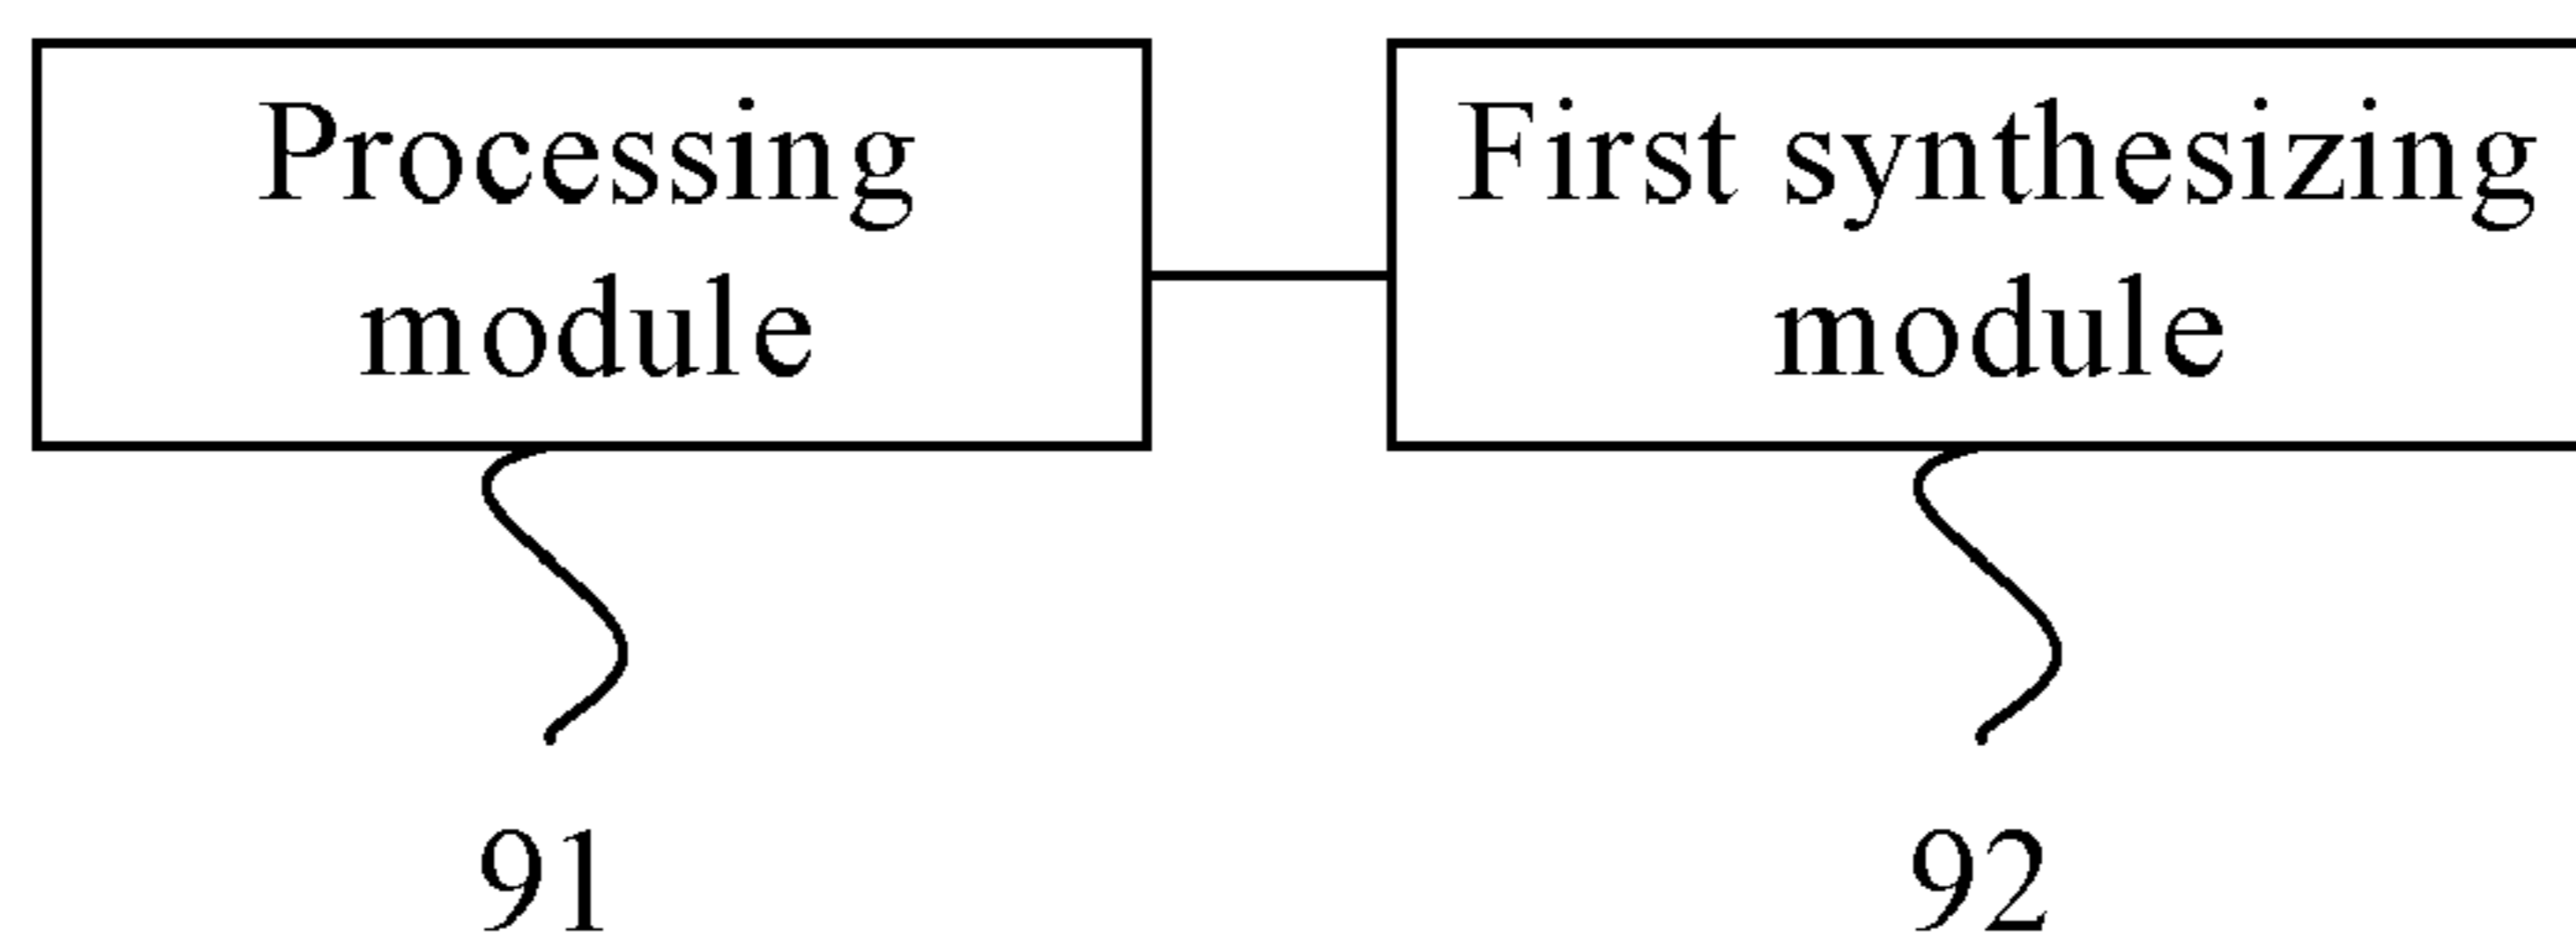 Processing
module
First synthesizing
module
91
92